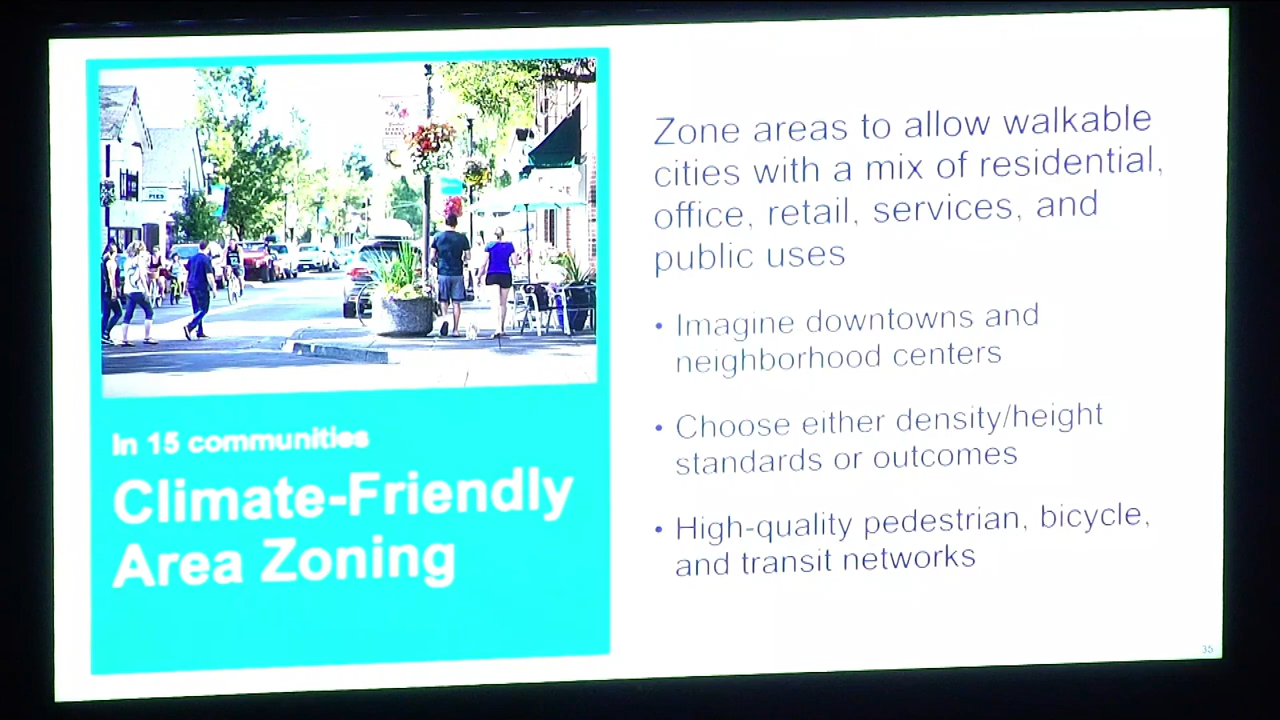 PIES
In 15 communities
Climate-Friendly
Area Zoning
Zone areas to allow walkable
cities with a mix of residential,
office, retail, services, and
public uses
• Imagine downtowns and
neighborhood centers
• Choose either density/height
standards or outcomes
• High-quality pedestrian, bicycle,
and transit networks
35